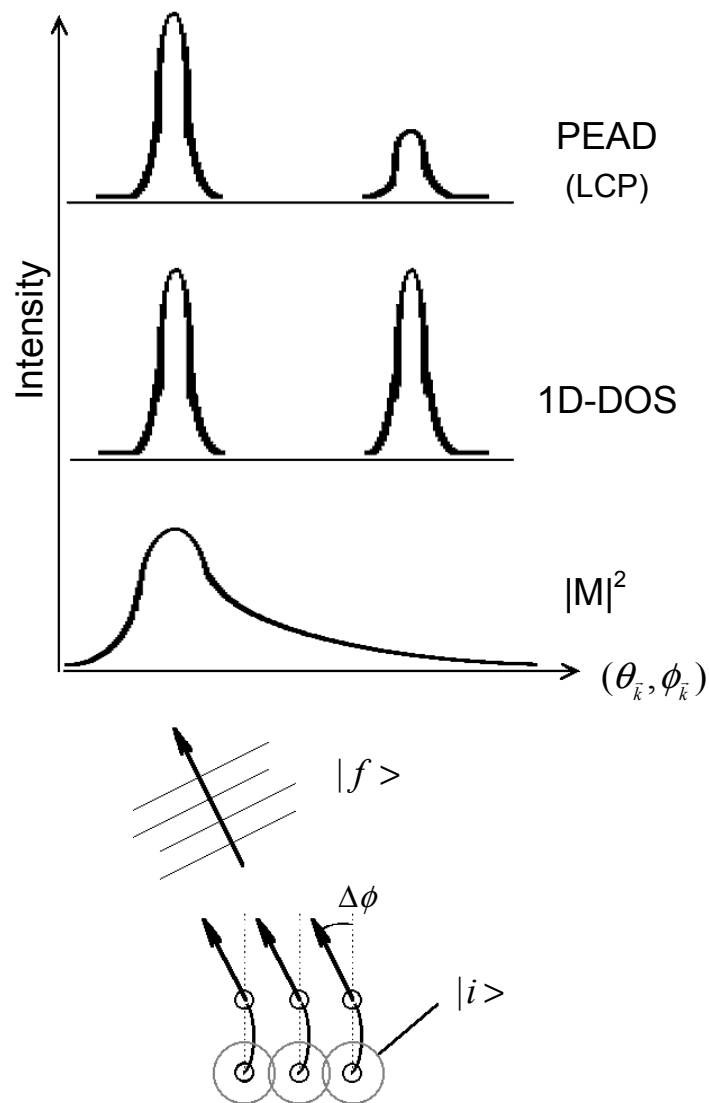 PEAD
(LCP)
Intensity
1D-DOS
|M|²
(θ_k⃗, ϕ_k⃗)
|f >
Δϕ
|i >